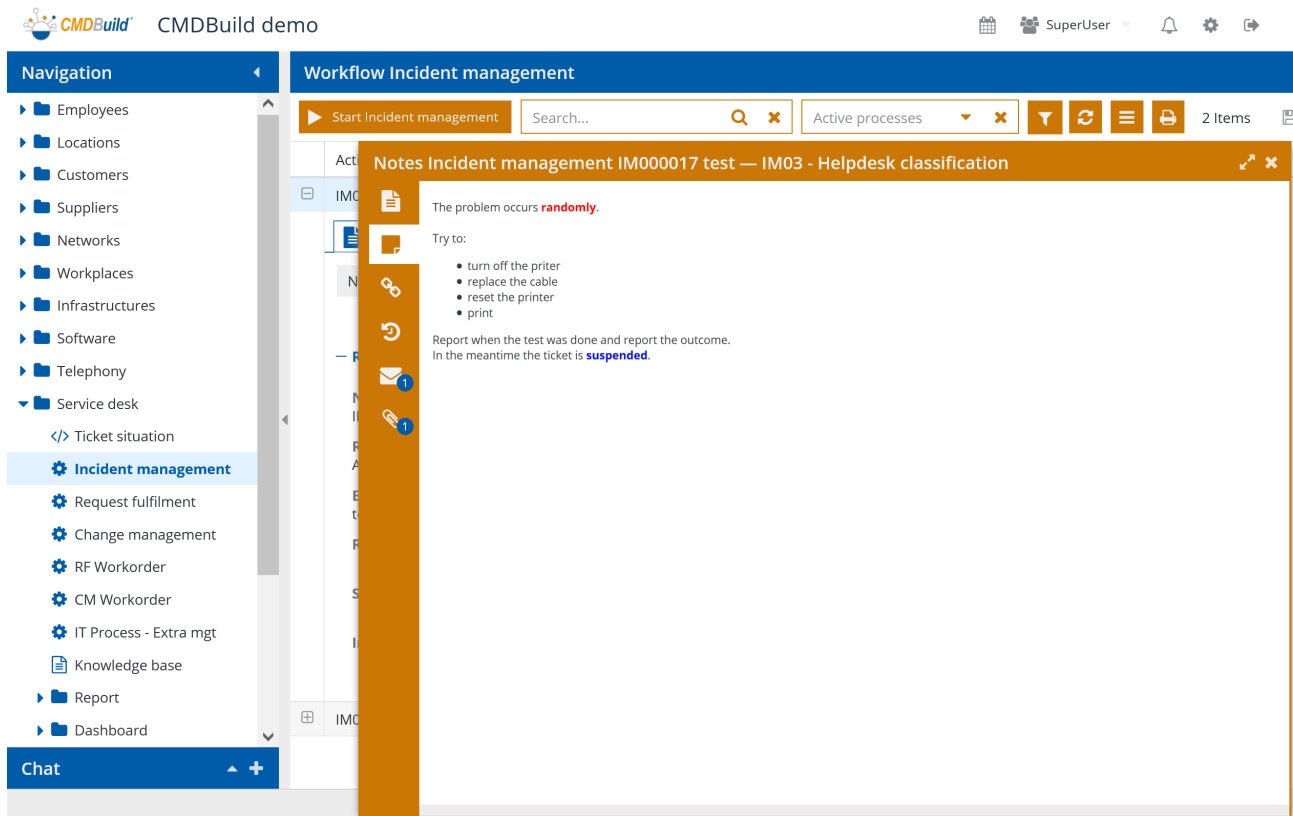 CMDBuild
CMDBuild demo
SuperUser
Navigation
Workflow Incident management
Employees
Locations
Customers
Suppliers
Networks
Workplaces
Infrastructures
Software
Telephony
Service desk
Ticket situation
Incident management
Request fulfilment
Change management
RF Workorder
CM Workorder
IT Process - Extra mgt
Knowledge base
Report
Dashboard
Chat
Start Incident management
Search...
Active processes
2 Items
Notes Incident management IM000017 test — IM03 - Helpdesk classification
The problem occurs randomly.
Try to:
turn off the priter
replace the cable
reset the printer
print
Report when the test was done and report the outcome.
In the meantime the ticket is suspended.
1
1